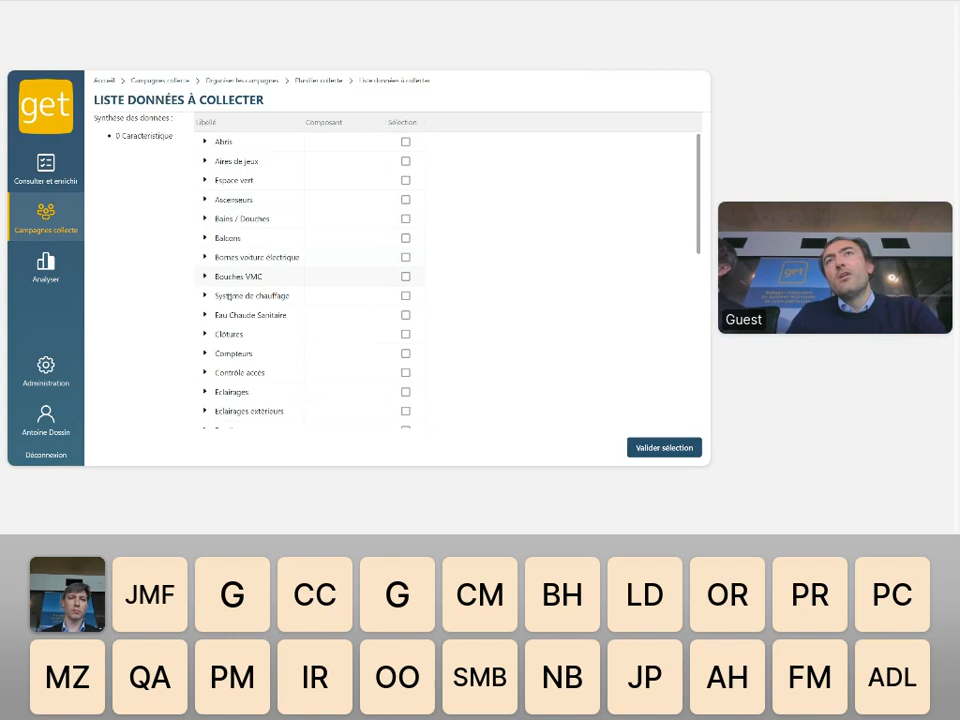 get
Consulter et enrichir
Campagnes collecte
Analyser
Administration
Antoine Dossin
Déconnexion
Accueil > Campagnes collecte > Organiser les campagnes > Planifier collecte > Liste données à collecter
LISTE DONNÉES À COLLECTER
Synthèse des données :
• 0 Caractéristique
Libellé Composant Sélection
Abris
Aires de jeux
Espace vert
Ascenseurs
Bains / Douches
Balcons
Bornes voiture électrique
Bouches VMC
Système de chauffage
Eau Chaude Sanitaire
Clôtures
Compteurs
Contrôle accès
Eclairages
Eclairages extérieurs
Valider sélection
get
Guest
JMF G CC G CM BH LD OR PR PC
MZ QA PM IR OO SMB NB JP AH FM ADL